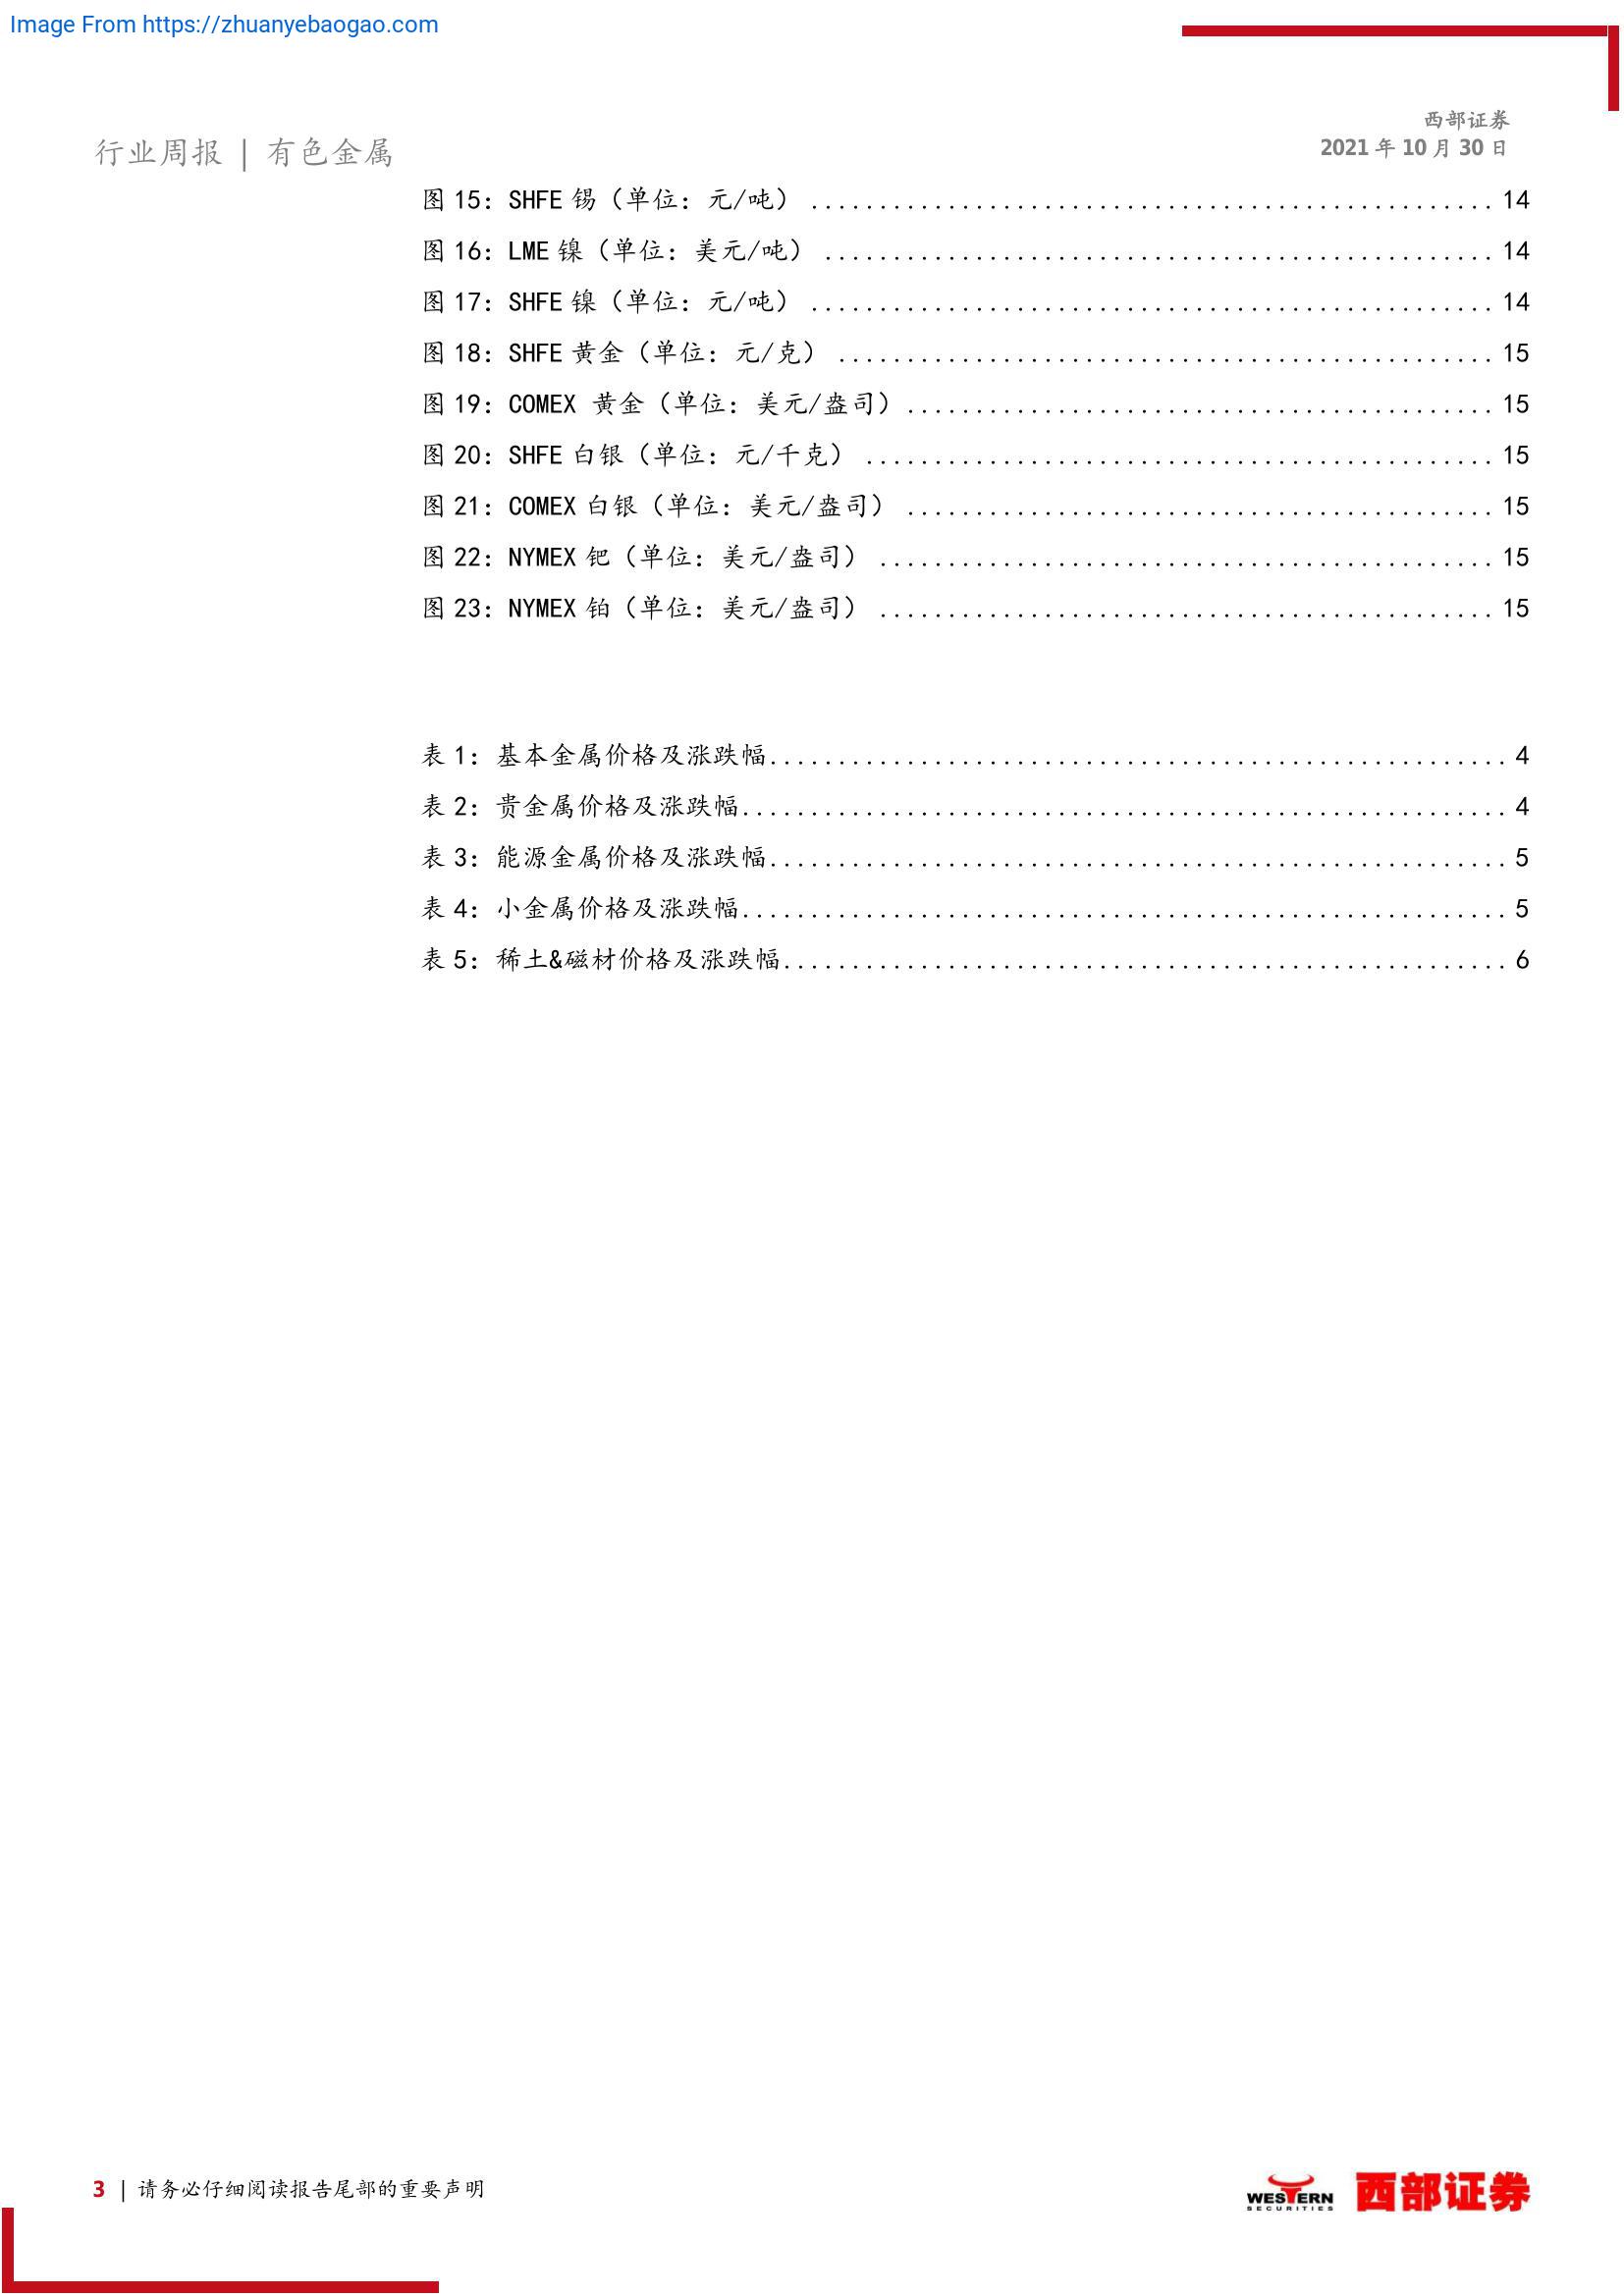 Image From https://zhuanyebaogao.com
西部证券
2021 年 10 月 30 日
行业周报 | 有色金属
图 15：SHFE 锡（单位：元/吨） .................................................. 14
图 16：LME 镍（单位：美元/吨） ................................................. 14
图 17：SHFE 镍（单位：元/吨） .................................................. 14
图 18：SHFE 黄金（单位：元/克） ................................................ 15
图 19：COMEX 黄金（单位：美元/盎司）........................................... 15
图 20：SHFE 白银（单位：元/千克） .............................................. 15
图 21：COMEX 白银（单位：美元/盎司） ........................................... 15
图 22：NYMEX 钯（单位：美元/盎司） ............................................. 15
图 23：NYMEX 铂（单位：美元/盎司） ............................................. 15
表 1：基本金属价格及涨跌幅...................................................... 4
表 2：贵金属价格及涨跌幅........................................................ 4
表 3：能源金属价格及涨跌幅...................................................... 5
表 4：小金属价格及涨跌幅........................................................ 5
表 5：稀土&磁材价格及涨跌幅..................................................... 6
3 | 请务必仔细阅读报告尾部的重要声明
WESTERN
SECURITIES
西部证券